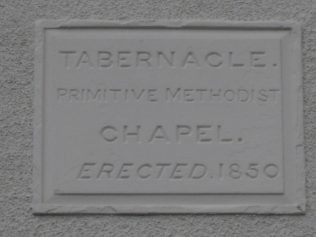 TABERNACLE.
PRIMITIVE METHODIST
CHAPEL.
ERECTED. 1850